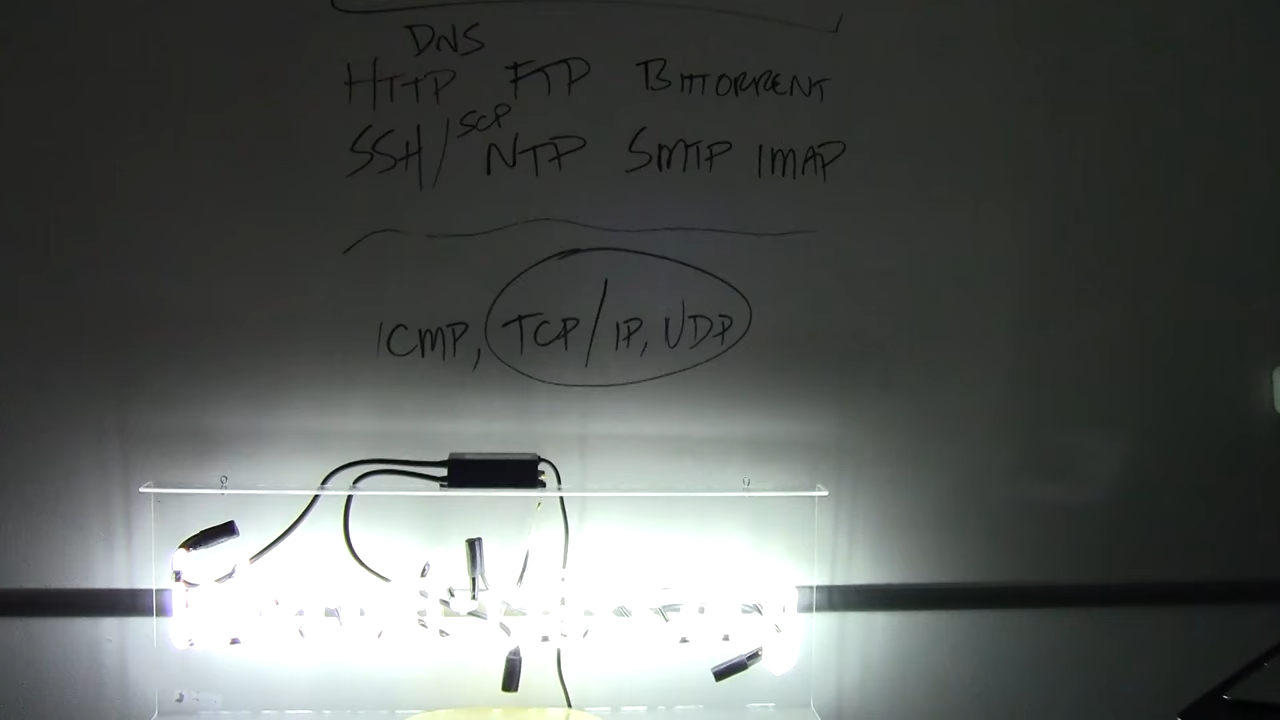 DNS
HTTP FTP BITTORRENT
SSH/SCP NTP SMTP IMAP
ICMP, TCP/IP, UDP